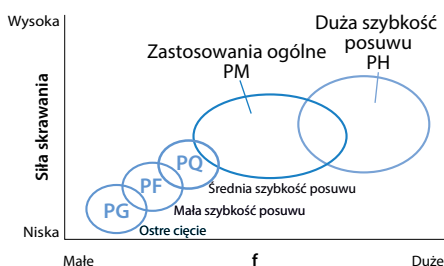 Wysoka
Duża szybkość
posuwu
PH
Zastosowania ogólne
PM
Siła skrawania
PQ
Średnia szybkość posuwu
PF
Mała szybkość posuwu
PG
Ostre cięcie
Niska
Małe
f
Duże